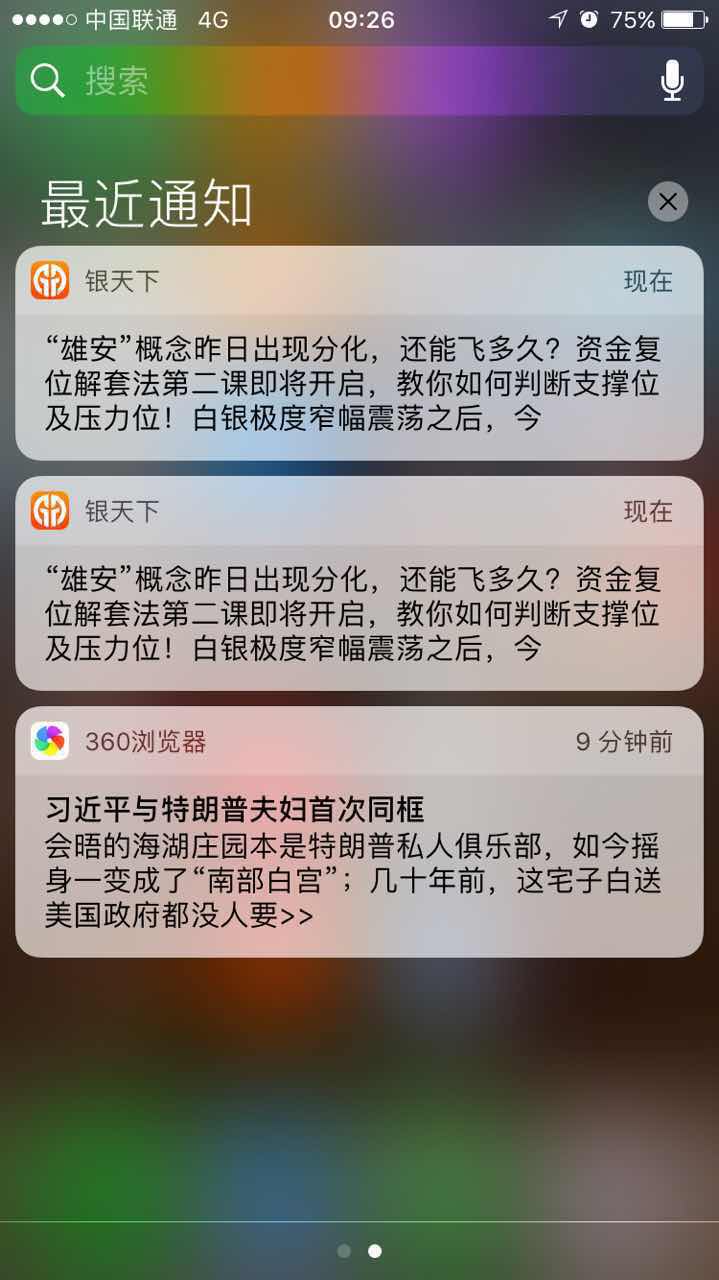 中国联通 4G 09:26 75%
搜索
最近通知
银天下 现在
“雄安”概念昨日出现分化，还能飞多久？资金复
位解套法第二课即将开启，教你如何判断支撑位
及压力位！白银极度窄幅震荡之后，今
银天下 现在
“雄安”概念昨日出现分化，还能飞多久？资金复
位解套法第二课即将开启，教你如何判断支撑位
及压力位！白银极度窄幅震荡之后，今
360浏览器 9 分钟前
习近平与特朗普夫妇首次同框
会晤的海湖庄园本是特朗普私人俱乐部，如今摇
身一变成了“南部白宫”；几十年前，这宅子白送
美国政府都没人要>>